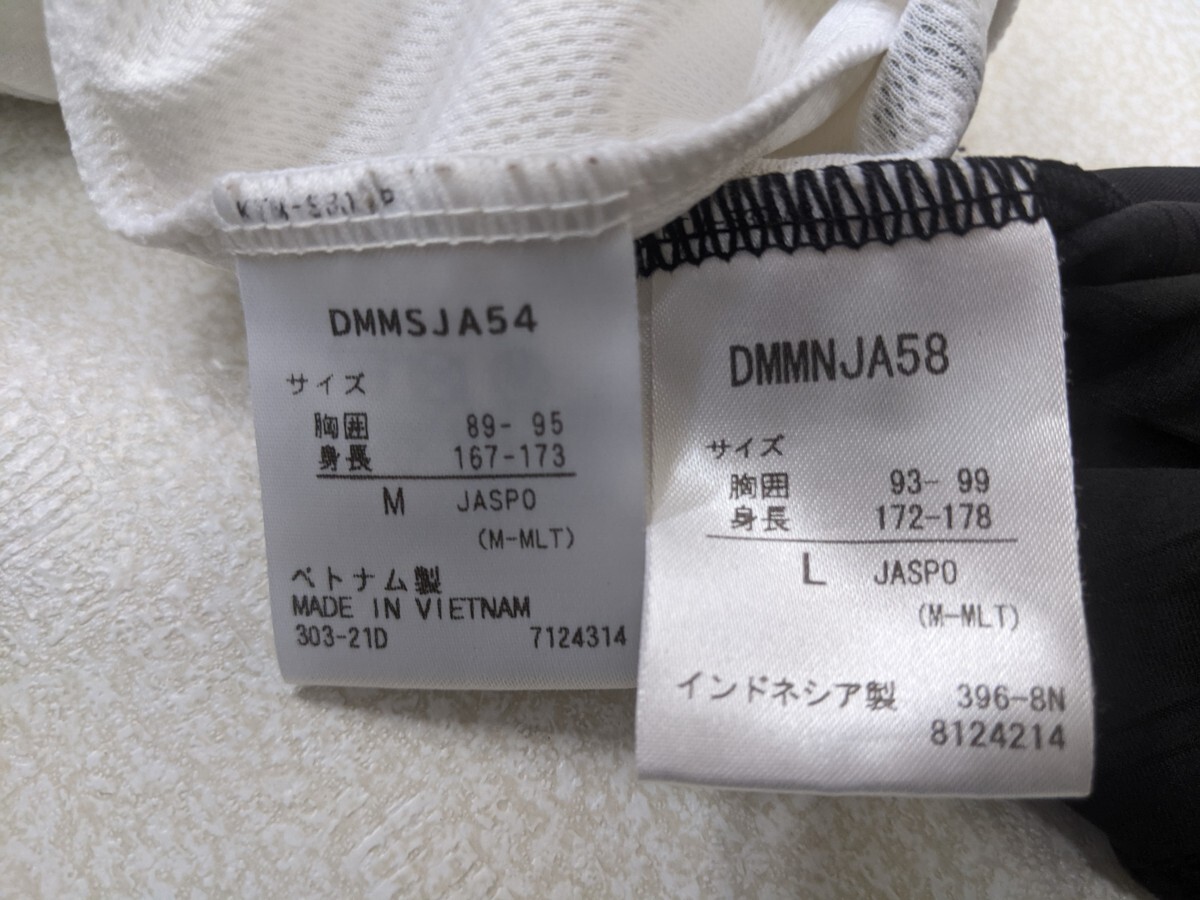 DMMSJA54
サイズ
胸囲 89- 95
身長 167-173
M JASPO
(M-MLT)
ベトナム製
MADE IN VIETNAM
303-21D 7124314
DMMNJA58
サイズ
胸囲 93- 99
身長 172-178
L JASPO
(M-MLT)
インドネシア製 396-8N
8124214